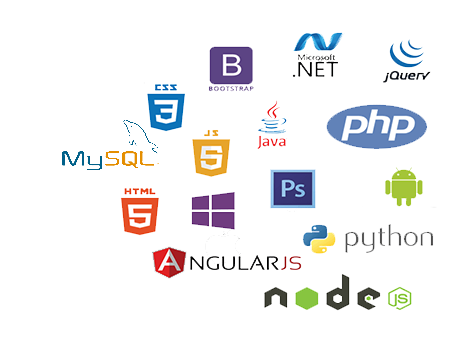 Microsoft
.NET
B
BOOTSTRAP
jQuery
CSS
3
Java
php
JS
5
MySQL
Ps
HTML
5
python
ANGULARJS
node
JS